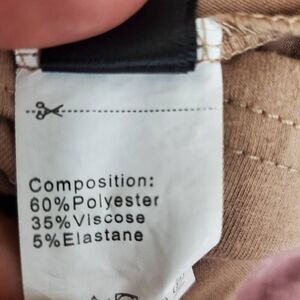 Composition:
60%Polyester
35%Viscose
5%Elastane